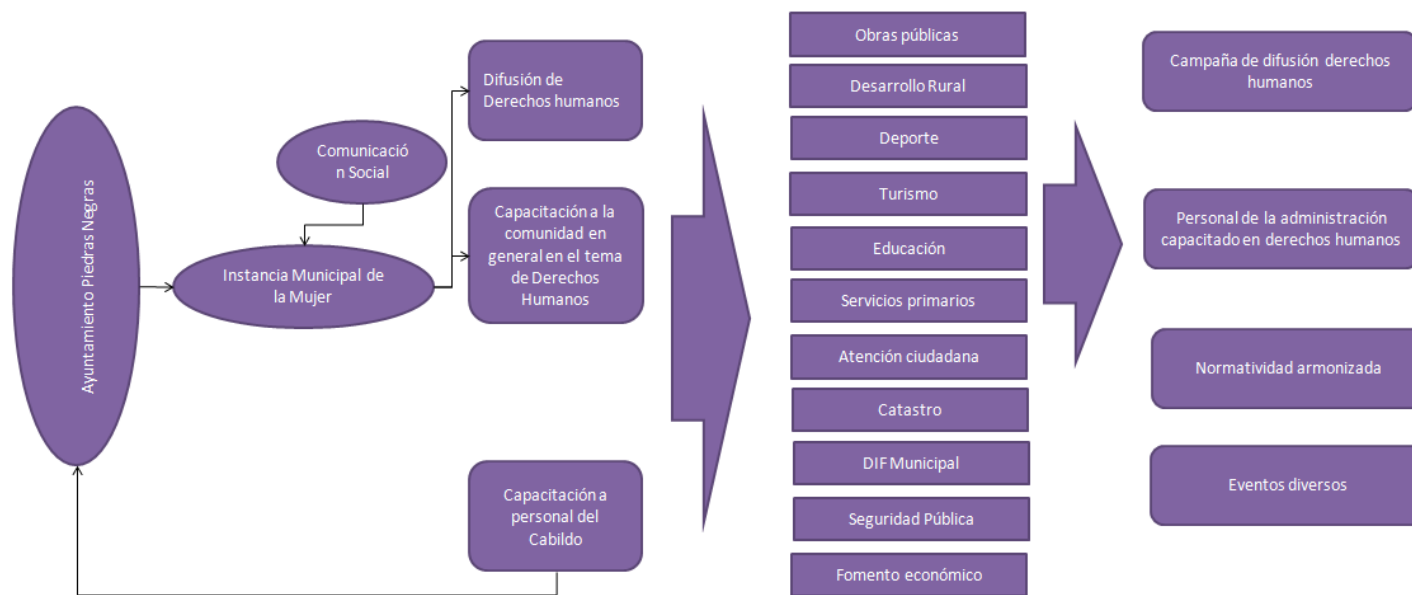 Ayuntamiento Piedras Negras
Comunicació
n Social
Instancia Municipal de
la Mujer
Difusión de
Derechos humanos
Capacitación a la
comunidad en
general en el tema
de Derechos
Humanos
Capacitación a
personal del
Cabildo
Obras públicas
Desarrollo Rural
Deporte
Turismo
Educación
Servicios primarios
Atención ciudadana
Catastro
DIF Municipal
Seguridad Pública
Fomento económico
Campaña de difusión derechos
humanos
Personal de la administración
capacitado en derechos humanos
Normatividad armonizada
Eventos diversos